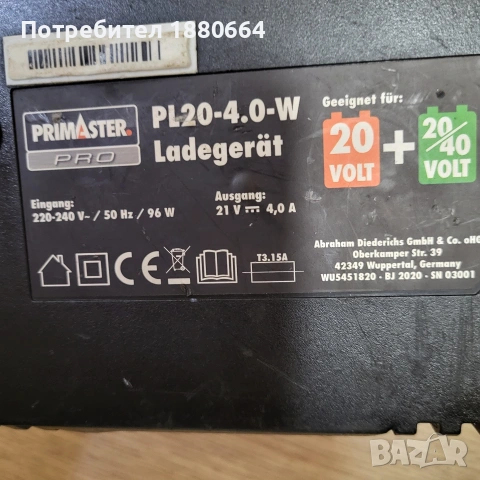 Потребител 1880664
PRIMASTER
PRO
PL20-4.0-W
Ladegerät
Geeignet für:
20
VOLT
+
20/40
VOLT
Eingang:
220-240 V~ / 50 Hz / 96 W
Ausgang:
21 V ⎓ 4,0 A
CE
T3.15A
Abraham Diederichs GmbH & Co. oHG
Oberkamper Str. 39
42349 Wuppertal, Germany
WU5451820 - BJ 2020 - SN 03001
BAZAR